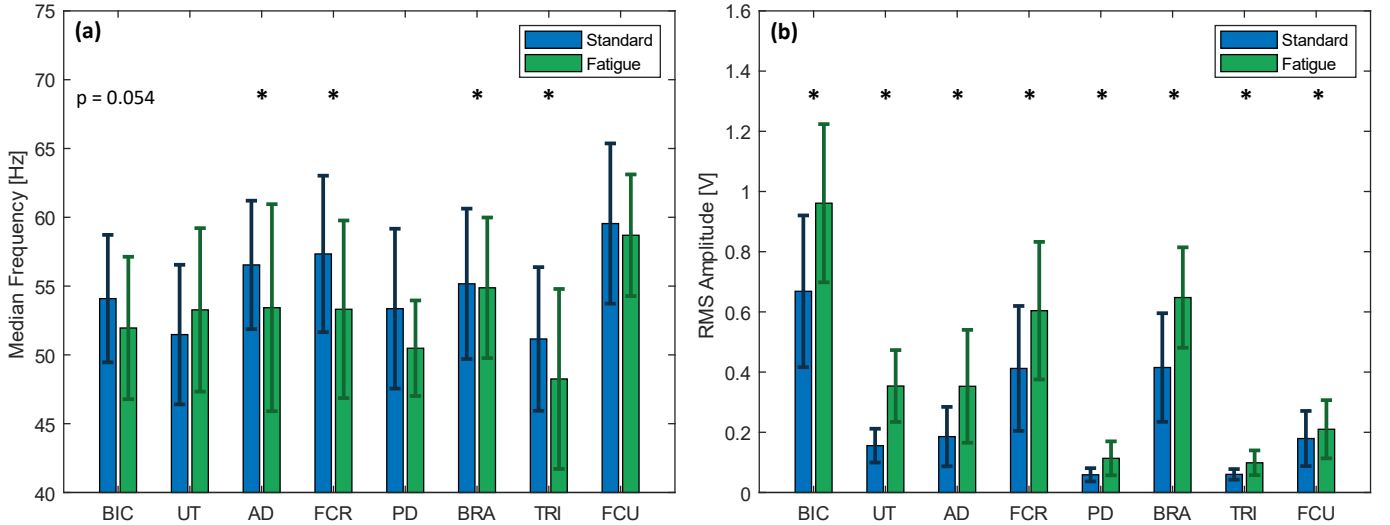 (a)
Standard
Fatigue
p = 0.054
* * * *
Median Frequency [Hz]
75
70
65
60
55
50
45
40
BIC UT AD FCR PD BRA TRI FCU
(b)
Standard
Fatigue
* * * * * * * *
RMS Amplitude [V]
1.6
1.4
1.2
1
0.8
0.6
0.4
0.2
0
BIC UT AD FCR PD BRA TRI FCU